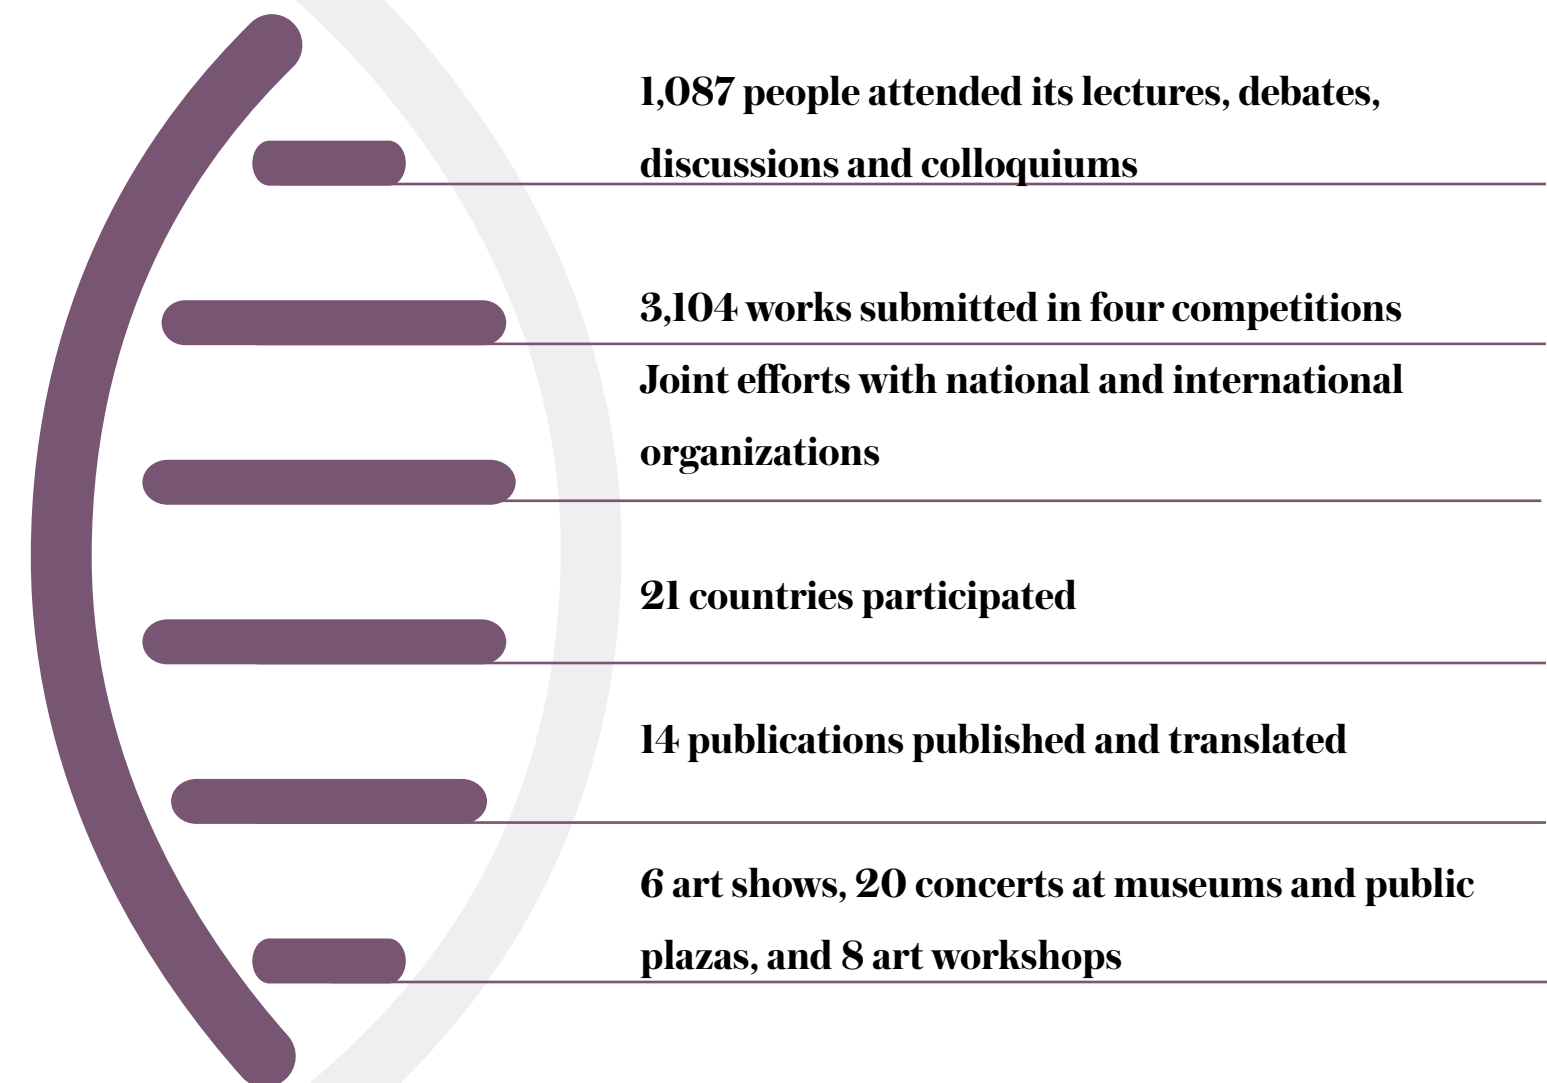 1,087 people attended its lectures, debates,
discussions and colloquiums
3,104 works submitted in four competitions
Joint efforts with national and international
organizations
21 countries participated
14 publications published and translated
6 art shows, 20 concerts at museums and public
plazas, and 8 art workshops